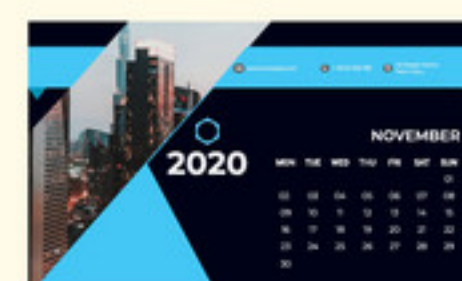 2020
NOVEMBER
MON TUE WED THU FRI SAT SUN
01
02 03 04 05 06 07 08
09 10 11 12 13 14 15
16 17 18 19 20 21 22
23 24 25 26 27 28 29
30